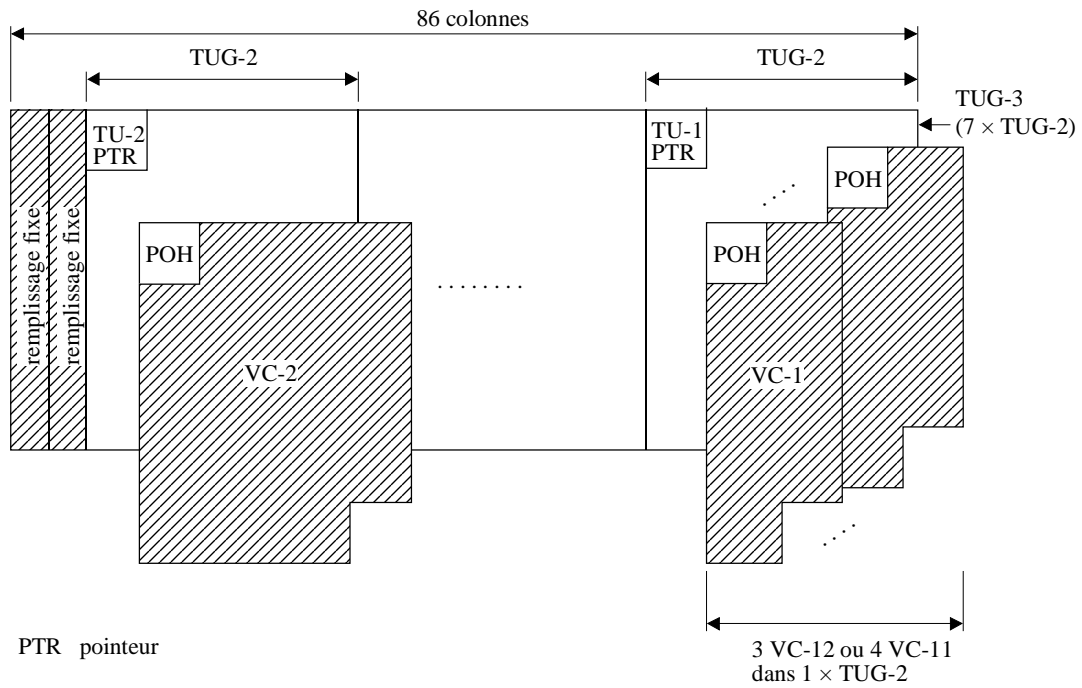 86 colonnes
TUG-2
TUG-2
TUG-3
(7 × TUG-2)
TU-2
PTR
TU-1
PTR
POH
POH
POH
remplissage fixe
remplissage fixe
. . . .
. . . . . . . .
VC-2
VC-1
. . . .
PTR pointeur
3 VC-12 ou 4 VC-11
dans 1 × TUG-2